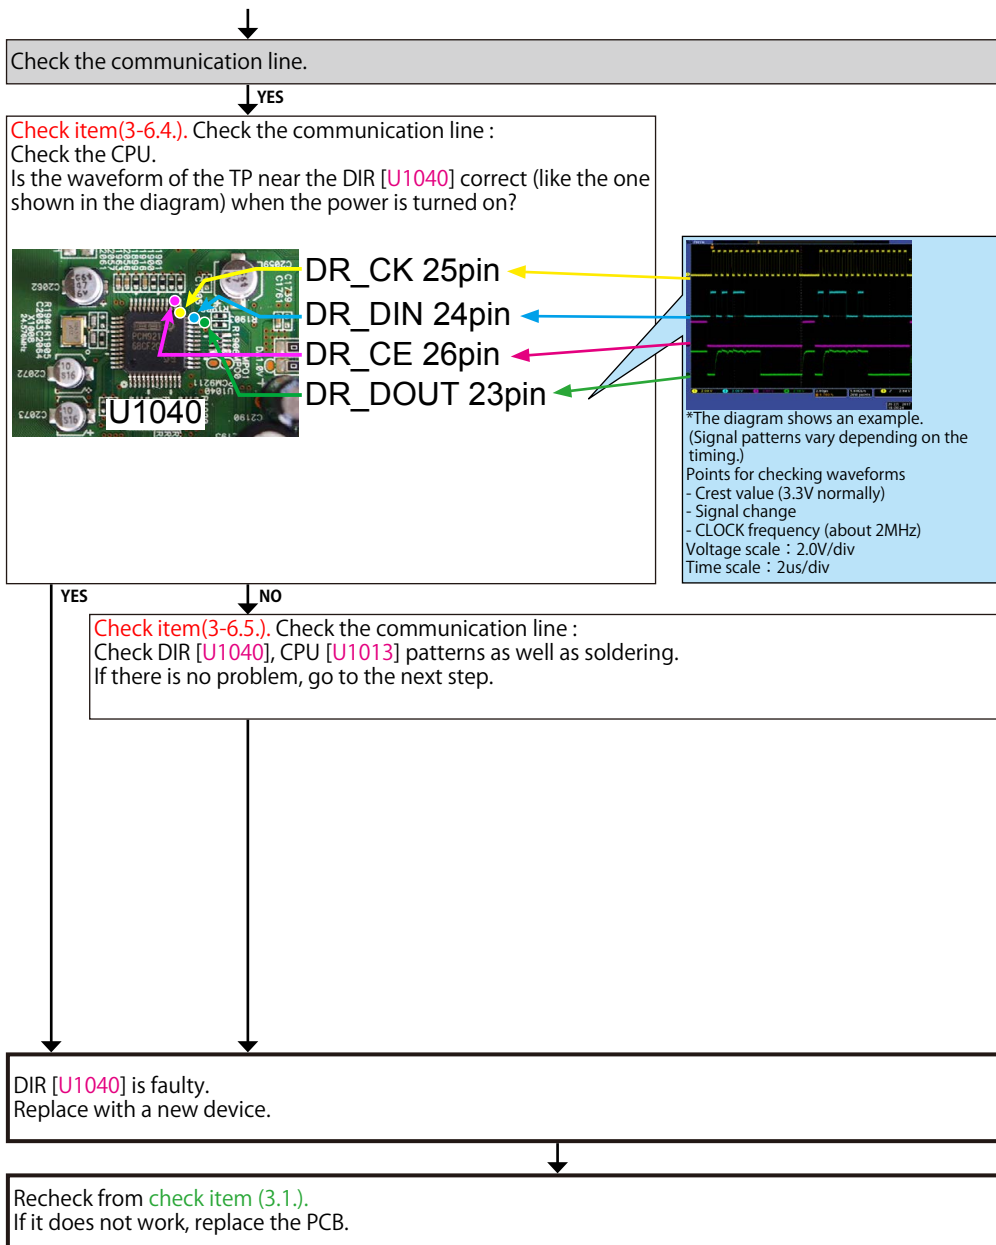 Check the communication line.
YES
Check item(3-6.4.). Check the communication line :
Check the CPU.
Is the waveform of the TP near the DIR [U1040] correct (like the one
shown in the diagram) when the power is turned on?
DR_CK 25pin
DR_DIN 24pin
DR_CE 26pin
DR_DOUT 23pin
C2062
C2072
C2073
U1040
*The diagram shows an example.
(Signal patterns vary depending on the
timing.)
Points for checking waveforms
- Crest value (3.3V normally)
- Signal change
- CLOCK frequency (about 2MHz)
Voltage scale：2.0V/div
Time scale：2us/div
YES
NO
Check item(3-6.5.). Check the communication line :
Check DIR [U1040], CPU [U1013] patterns as well as soldering.
If there is no problem, go to the next step.
DIR [U1040] is faulty.
Replace with a new device.
Recheck from check item (3.1.).
If it does not work, replace the PCB.